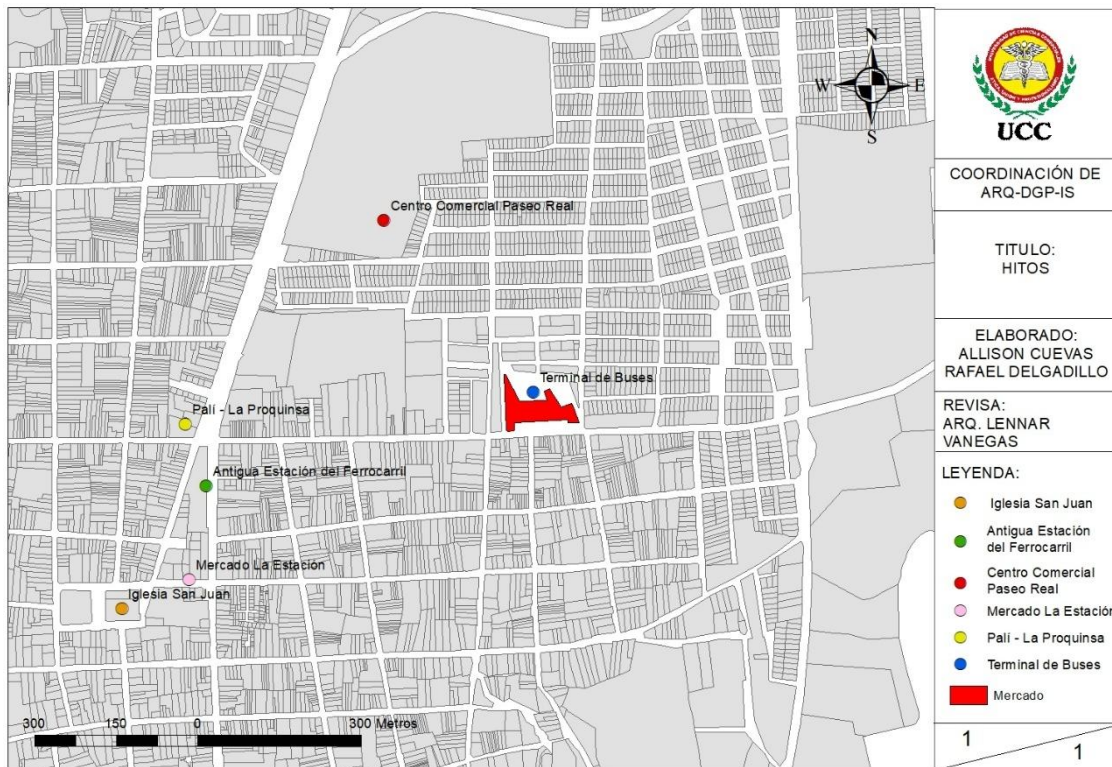 N
W
E
S
Centro Comercial Paseo Real
Terminal de Buses
Palí - La Proquinsa
Antigua Estación del Ferrocarril
Mercado La Estación
Iglesia San Juan
300 150 0 300 Metros
UCC
COORDINACIÓN DE
ARQ-DGP-IS
TITULO:
HITOS
ELABORADO:
ALLISON CUEVAS
RAFAEL DELGADILLO
REVISA:
ARQ. LENNAR
VANEGAS
LEYENDA:
Iglesia San Juan
Antigua Estación
del Ferrocarril
Centro Comercial
Paseo Real
Mercado La Estación
Palí - La Proquinsa
Terminal de Buses
Mercado
1
1